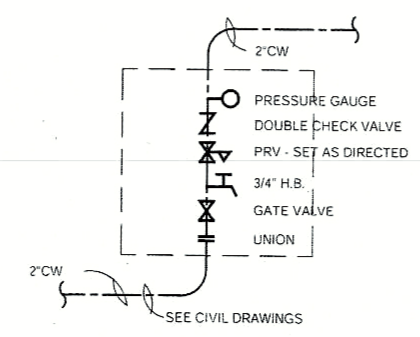 2"CW
PRESSURE GAUGE
DOUBLE CHECK VALVE
PRV - SET AS DIRECTED
3/4" H.B.
GATE VALVE
UNION
2"CW
SEE CIVIL DRAWINGS